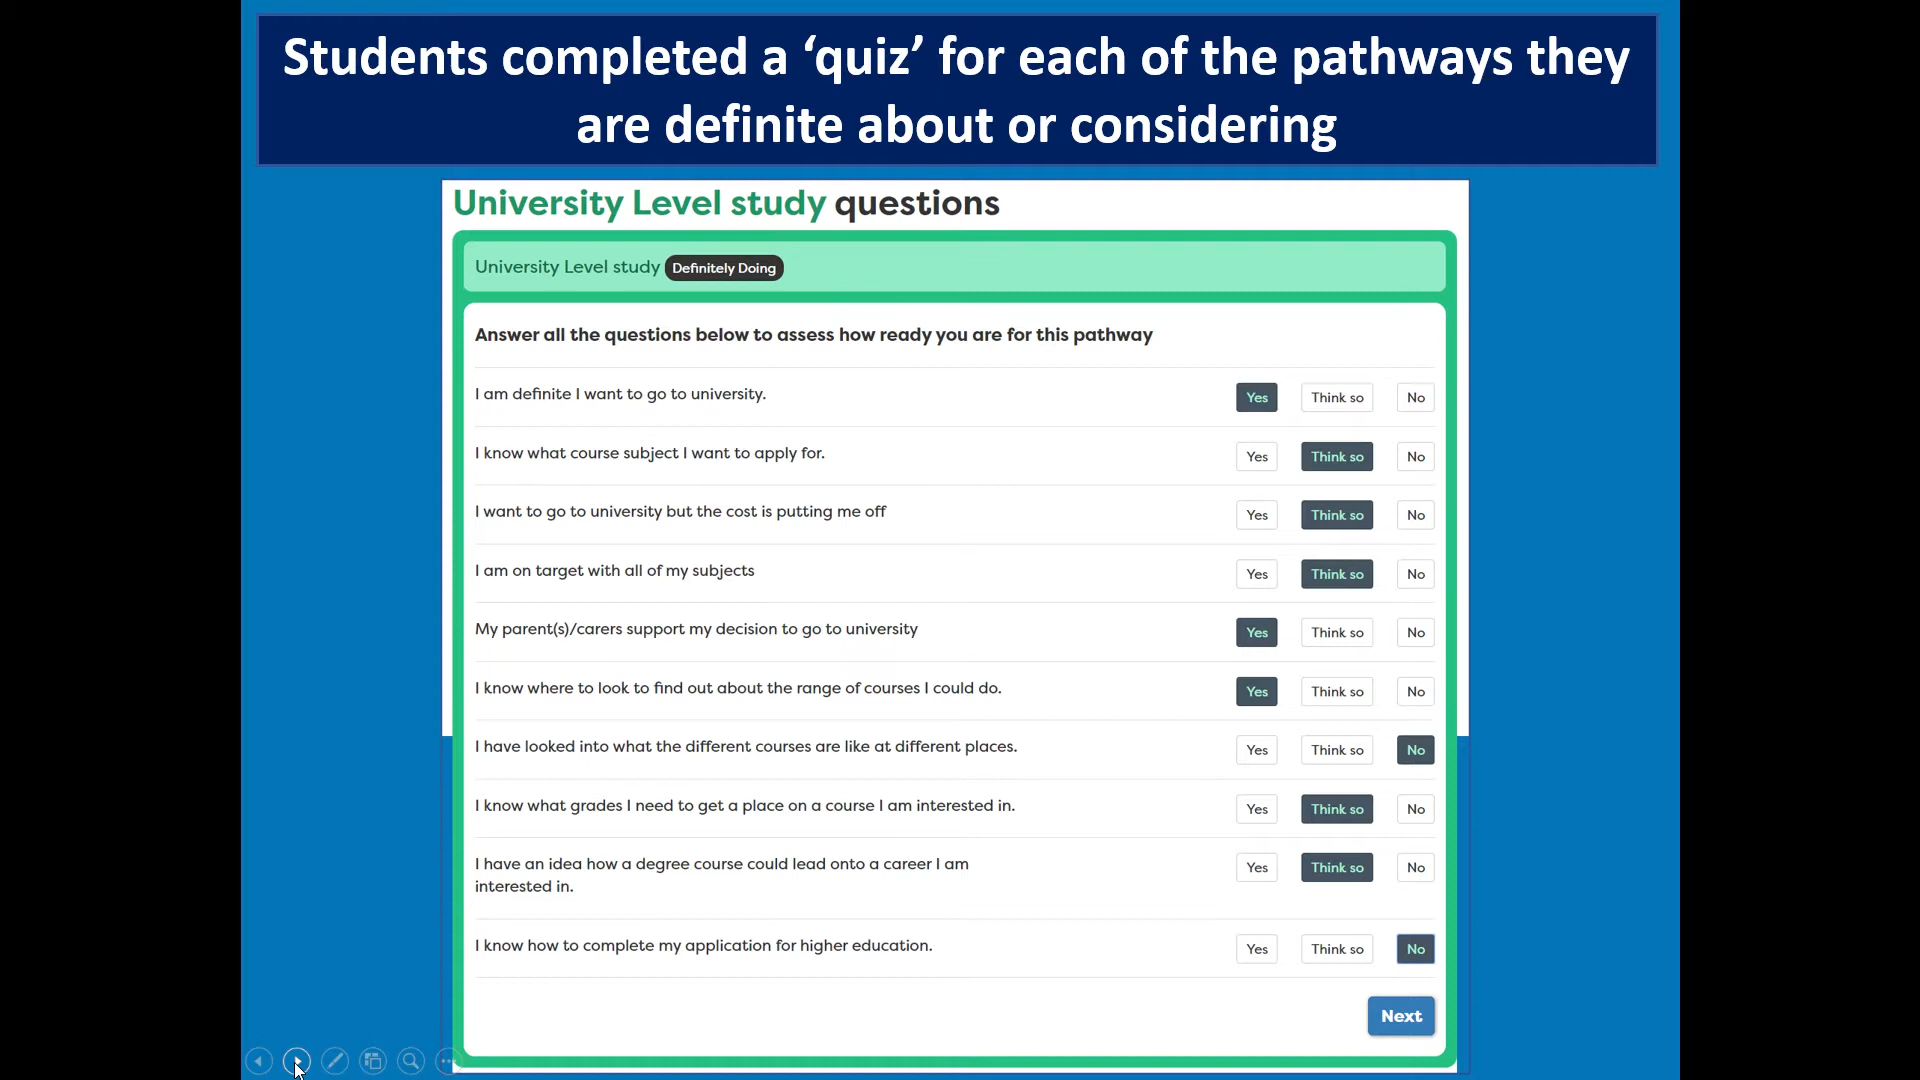 Students completed a ‘quiz’ for each of the pathways they
are definite about or considering
University Level study questions
University Level study Definitely Doing
Answer all the questions below to assess how ready you are for this pathway
I am definite I want to go to university. Yes Think so No
I know what course subject I want to apply for. Yes Think so No
I want to go to university but the cost is putting me off Yes Think so No
I am on target with all of my subjects Yes Think so No
My parent(s)/carers support my decision to go to university Yes Think so No
I know where to look to find out about the range of courses I could do. Yes Think so No
I have looked into what the different courses are like at different places. Yes Think so No
I know what grades I need to get a place on a course I am interested in. Yes Think so No
I have an idea how a degree course could lead onto a career I am Yes Think so No
interested in.
I know how to complete my application for higher education. Yes Think so No
Next